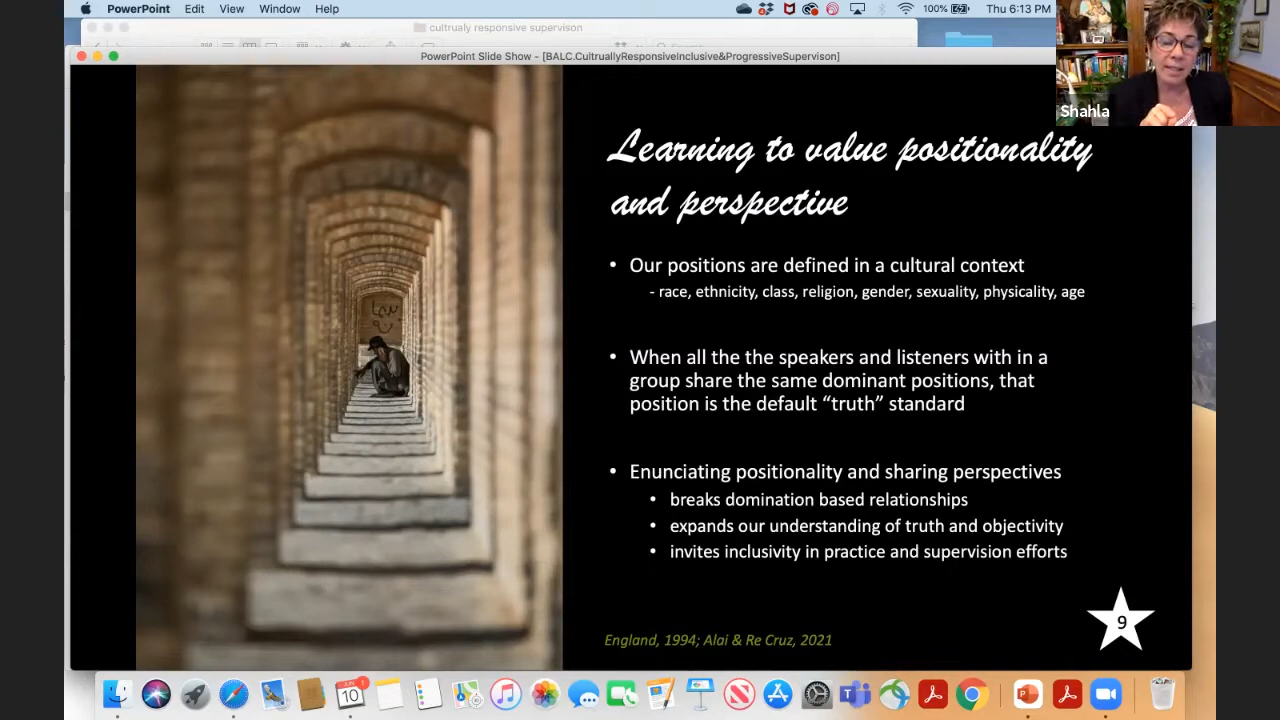 PowerPoint Edit View Window Help 100% Thu 6:13 PM
cultrualy responsive supervison
PowerPoint Slide Show - [BALC.CultruallyResponsiveInclusive&ProgressiveSupervison]
Shahla
Learning to value positionality
and perspective
• Our positions are defined in a cultural context
- race, ethnicity, class, religion, gender, sexuality, physicality, age
• When all the the speakers and listeners with in a
group share the same dominant positions, that
position is the default “truth” standard
• Enunciating positionality and sharing perspectives
• breaks domination based relationships
• expands our understanding of truth and objectivity
• invites inclusivity in practice and supervision efforts
9
England, 1994; Alai & Re Cruz, 2021
JUN
10